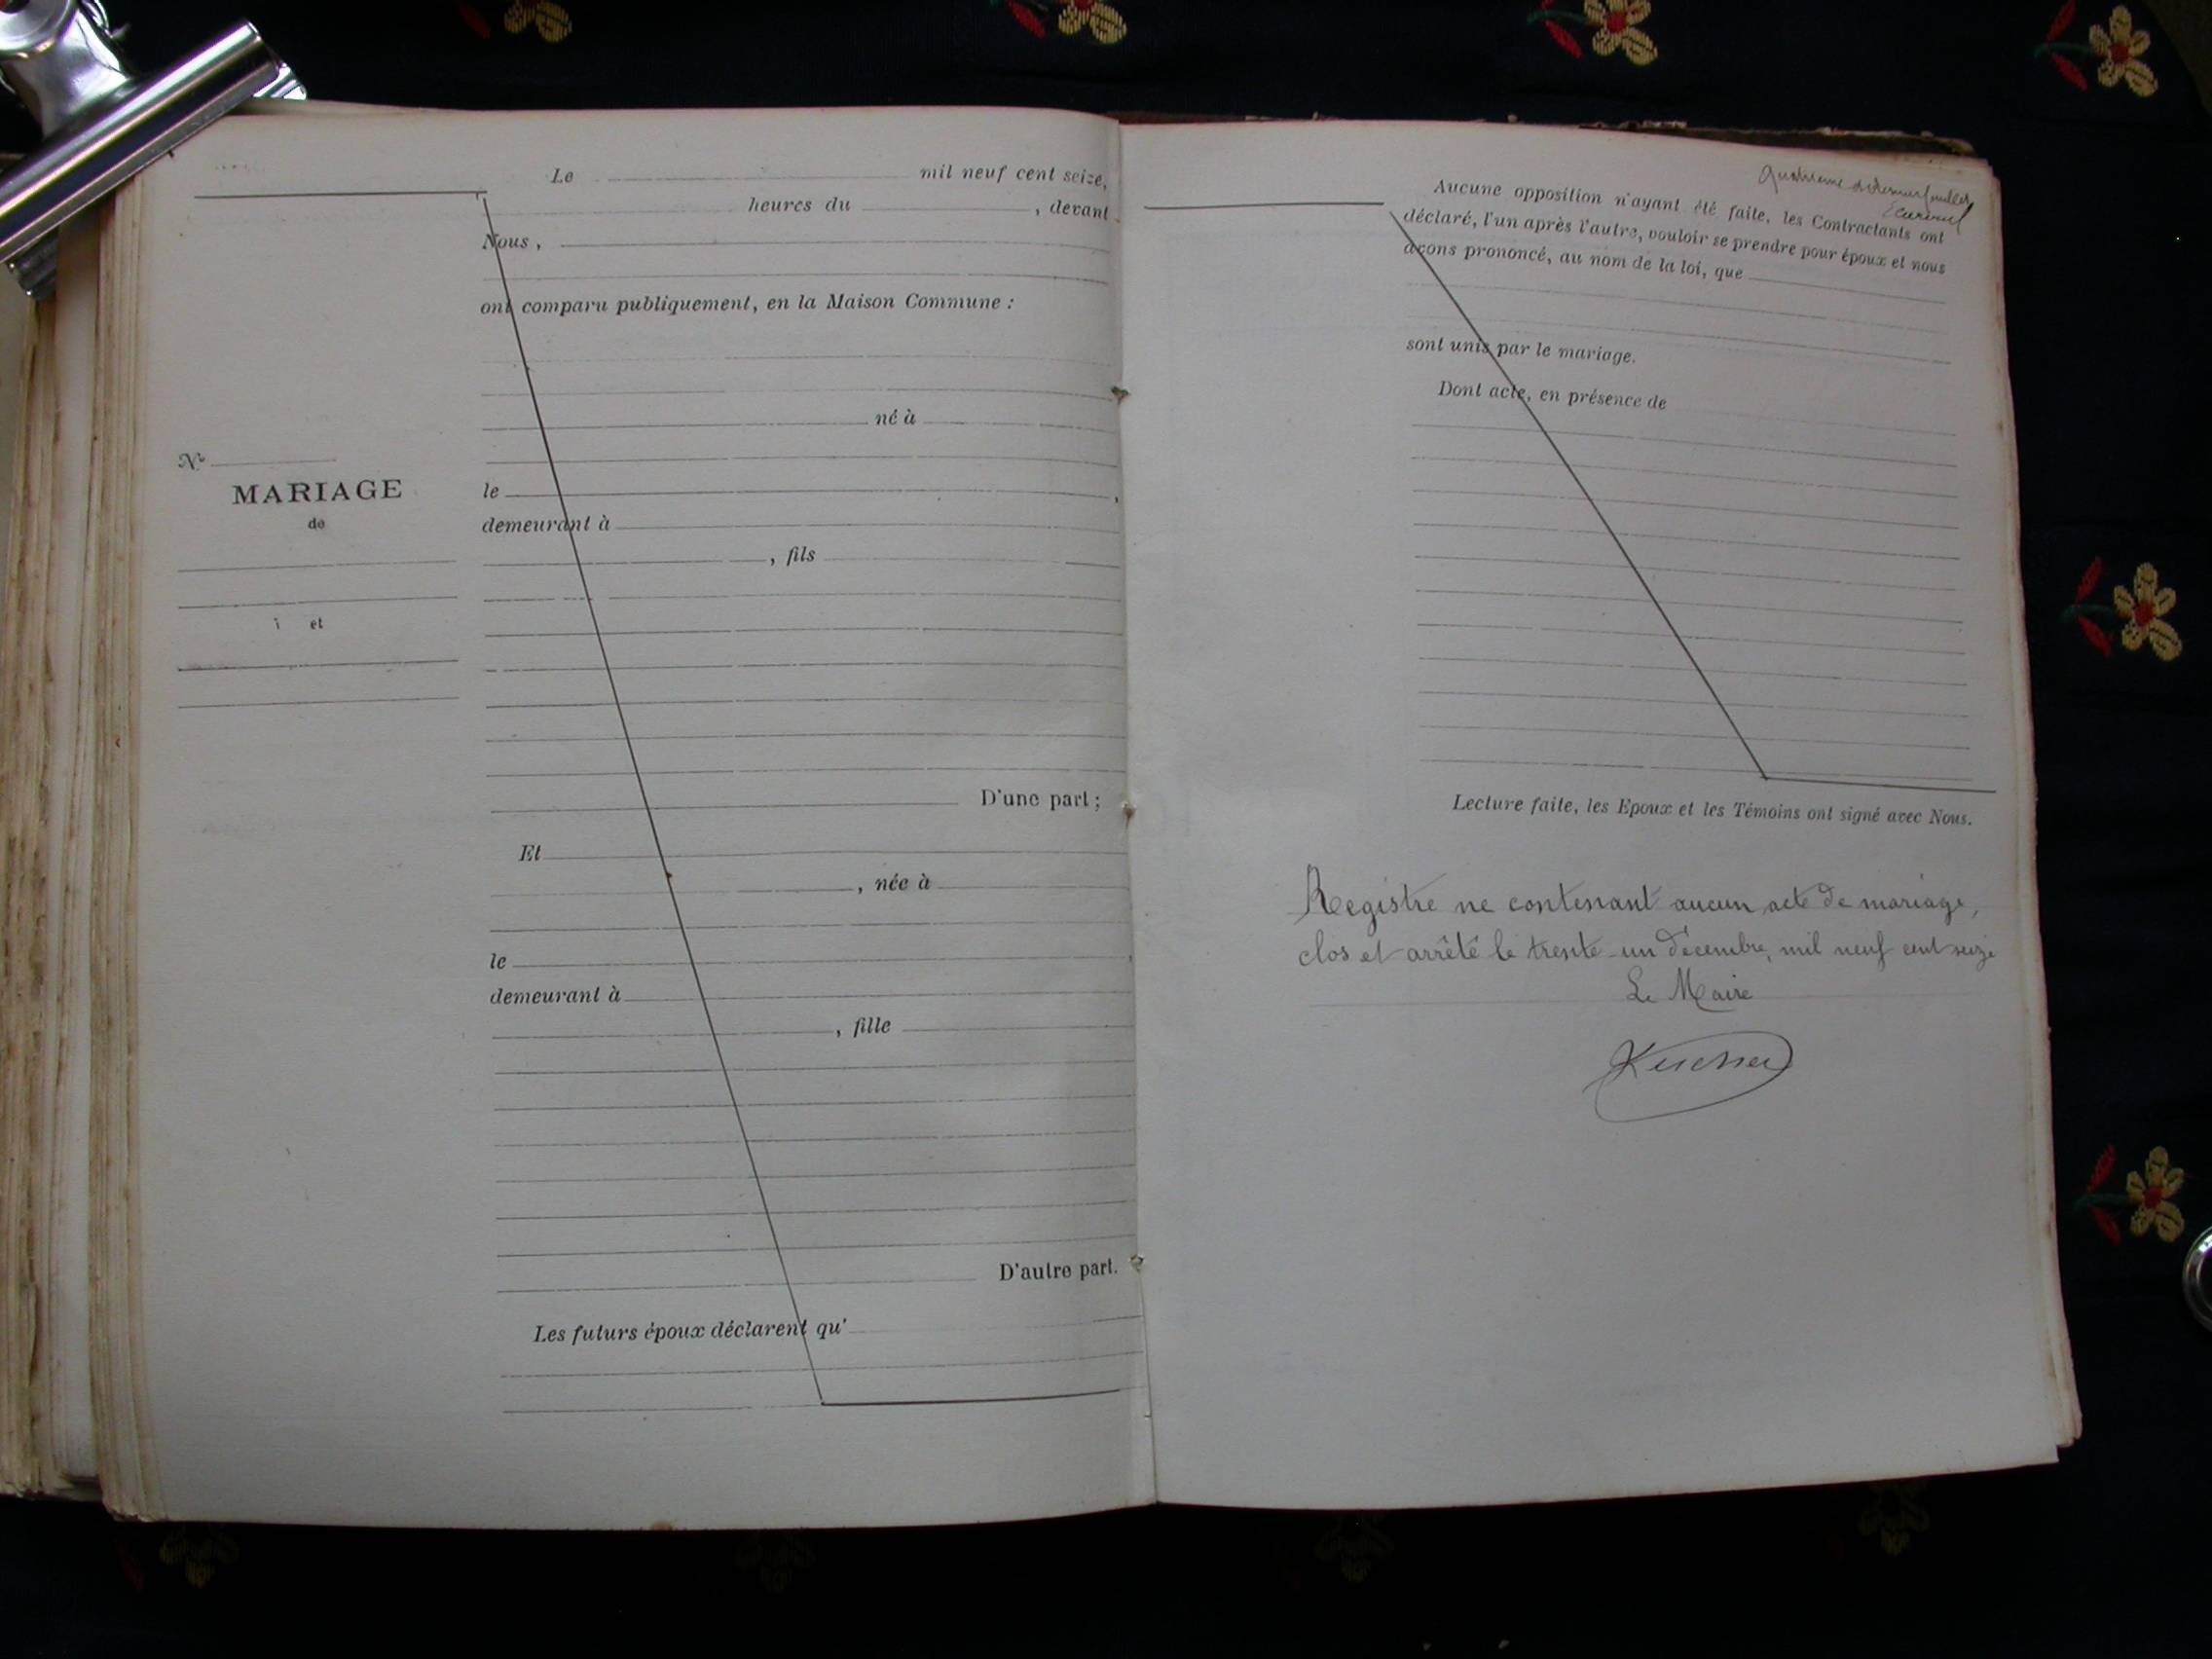 Le mil neuf cent seize,
heures du , devant
Nous ,
ont comparu publiquement, en la Maison Commune :
né à
le ,
demeurant à
, fils
D'une part ;
Et
, née à
le ,
demeurant à
, fille
D'autre part.
Les futurs époux déclarent qu'
N°
MARIAGE
de
et
Quatrième et dernier feuillet
Aucune opposition n'ayant été faite, les Contractants ont
déclaré, l'un après l'autre, vouloir se prendre pour époux et nous
avons prononcé, au nom de la loi, que
sont unis par le mariage.
Dont acte, en présence de
Lecture faite, les Epoux et les Témoins ont signé avec Nous.
Registre ne contenant aucun acte de mariage,
clos et arrêté le trente-un décembre, mil neuf cent seize
Le Maire